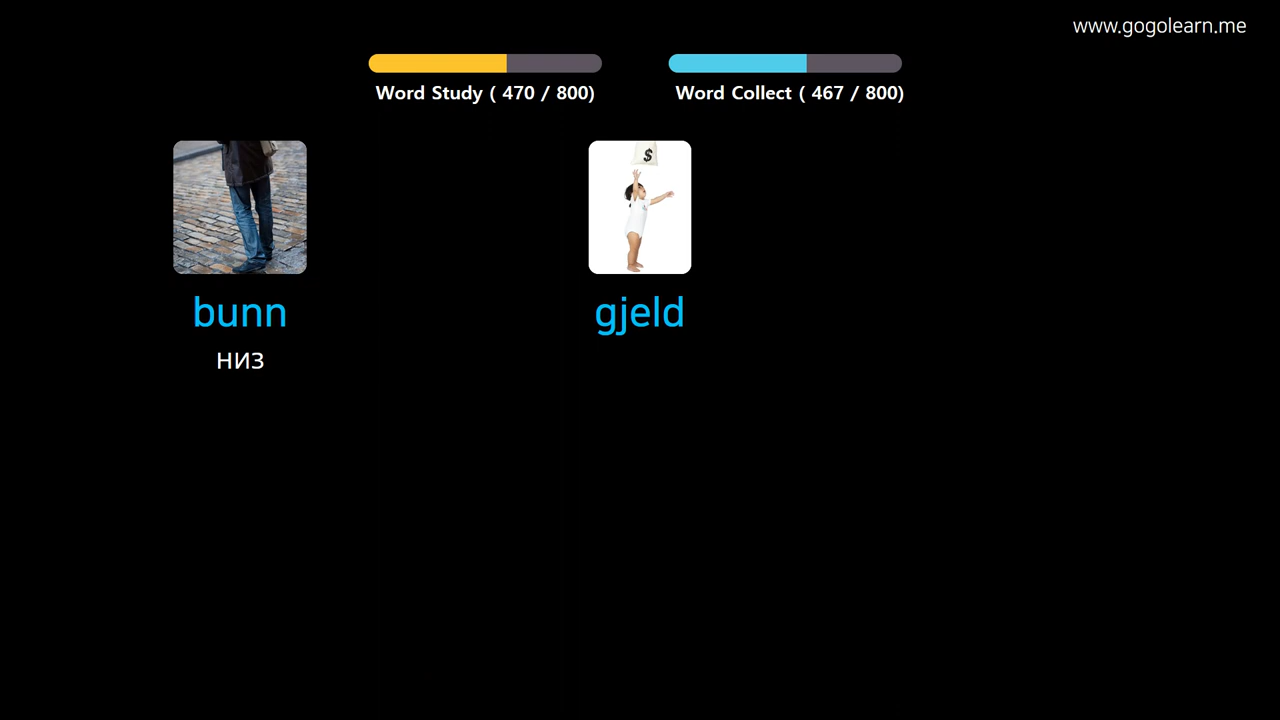 www.gogolearn.me
Word Study ( 470 / 800)
Word Collect ( 467 / 800)
$
bunn
gjeld
низ